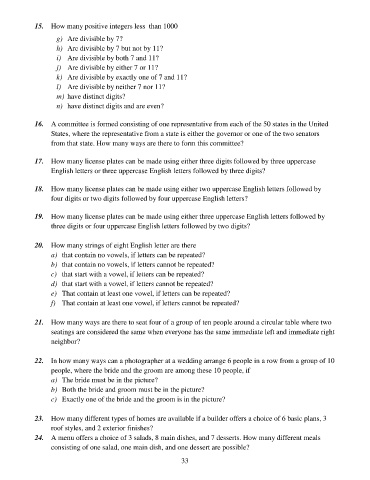 15. How many positive integers less than 1000
g) Are divisible by 7?
h) Are divisible by 7 but not by 11?
i) Are divisible by both 7 and 11?
j) Are divisible by either 7 or 11?
k) Are divisible by exactly one of 7 and 11?
l) Are divisible by neither 7 nor 11?
m) have distinct digits?
n) have distinct digits and are even?
16. A committee is formed consisting of one representative from each of the 50 states in the United
States, where the representative from a state is either the governor or one of the two senators
from that state. How many ways are there to form this committee?
17. How many license plates can be made using either three digits followed by three uppercase
English letters or three uppercase English letters followed by three digits?
18. How many license plates can be made using either two uppercase English letters followed by
four digits or two digits followed by four uppercase English letters?
19. How many license plates can be made using either three uppercase English letters followed by
three digits or four uppercase English letters followed by two digits?
20. How many strings of eight English letter are there
a) that contain no vowels, if letters can be repeated?
b) that contain no vowels, if letters cannot be repeated?
c) that start with a vowel, if letters can be repeated?
d) that start with a vowel, if letters cannot be repeated?
e) That contain at least one vowel, if letters can be repeated?
f) That contain at least one vowel, if letters cannot be repeated?
21. How many ways are there to seat four of a group of ten people around a circular table where two
seatings are considered the same when everyone has the same immediate left and immediate right
neighbor?
22. In how many ways can a photographer at a wedding arrange 6 people in a row from a group of 10
people, where the bride and the groom are among these 10 people, if
a) The bride must be in the picture?
b) Both the bride and groom must be in the picture?
c) Exactly one of the bride and the groom is in the picture?
23. How many different types of homes are available if a builder offers a choice of 6 basic plans, 3
roof styles, and 2 exterior finishes?
24. A menu offers a choice of 3 salads, 8 main dishes, and 7 desserts. How many different meals
consisting of one salad, one main dish, and one dessert are possible?
33